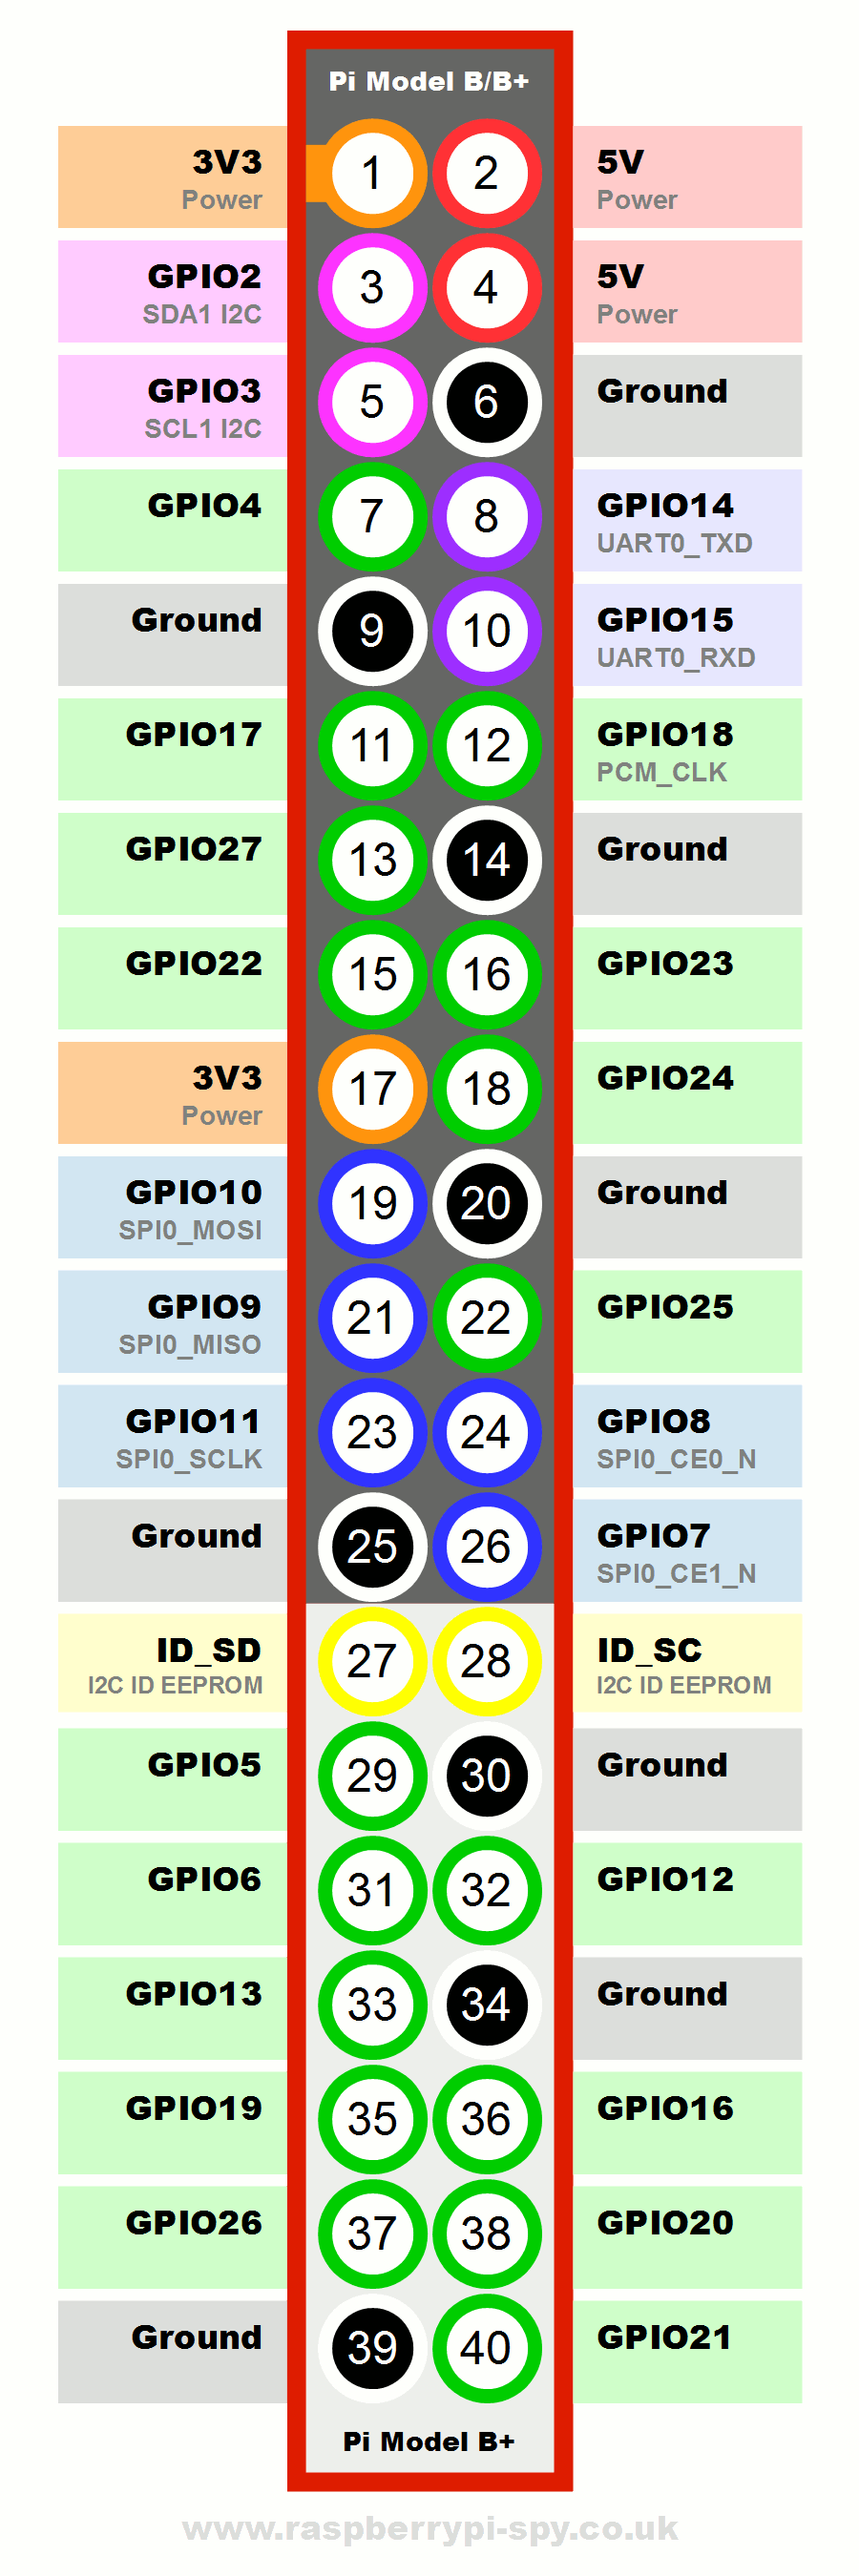 Pi Model B/B+
3V3 1 2 5V
Power Power
GPIO2 3 4 5V
SDA1 I2C Power
GPIO3 5 6 Ground
SCL1 I2C
GPIO4 7 8 GPIO14
UART0_TXD
Ground 9 10 GPIO15
UART0_RXD
GPIO17 11 12 GPIO18
PCM_CLK
GPIO27 13 14 Ground
GPIO22 15 16 GPIO23
3V3 17 18 GPIO24
Power
GPIO10 19 20 Ground
SPI0_MOSI
GPIO9 21 22 GPIO25
SPI0_MISO
GPIO11 23 24 GPIO8
SPI0_SCLK SPI0_CE0_N
Ground 25 26 GPIO7
SPI0_CE1_N
ID_SD 27 28 ID_SC
I2C ID EEPROM I2C ID EEPROM
GPIO5 29 30 Ground
GPIO6 31 32 GPIO12
GPIO13 33 34 Ground
GPIO19 35 36 GPIO16
GPIO26 37 38 GPIO20
Ground 39 40 GPIO21
Pi Model B+
www.raspberrypi-spy.co.uk